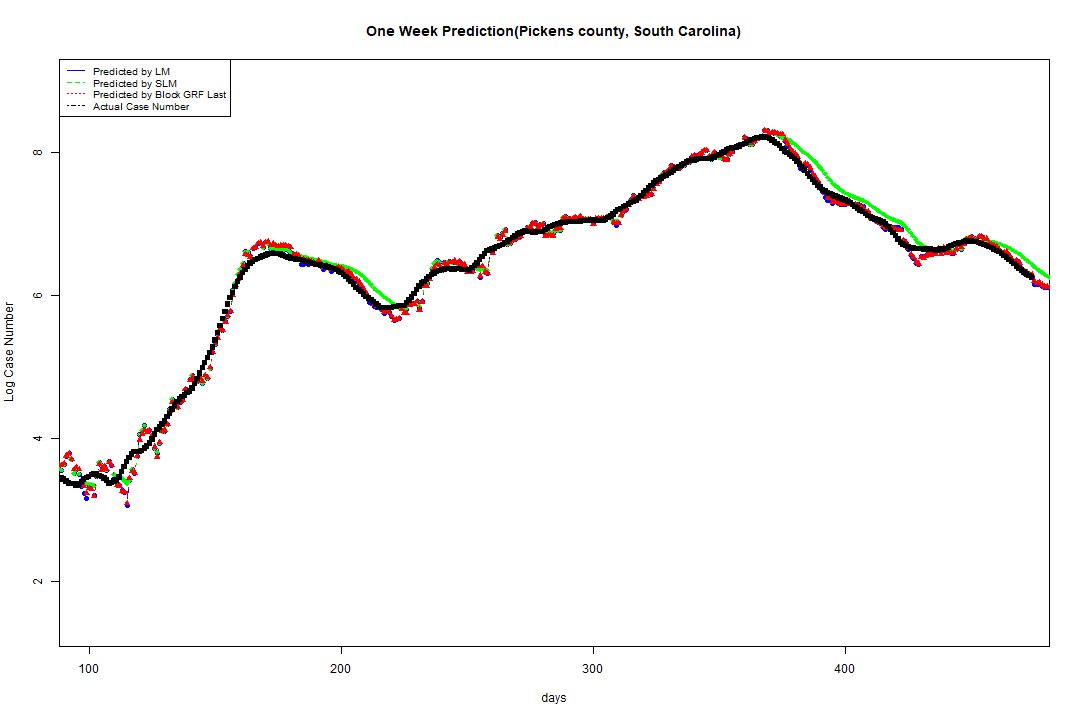 One Week Prediction(Pickens county, South Carolina)
Predicted by LM
Predicted by SLM
Predicted by Block GRF Last
Actual Case Number
8
6
4
2
Log Case Number
100 200 300 400
days